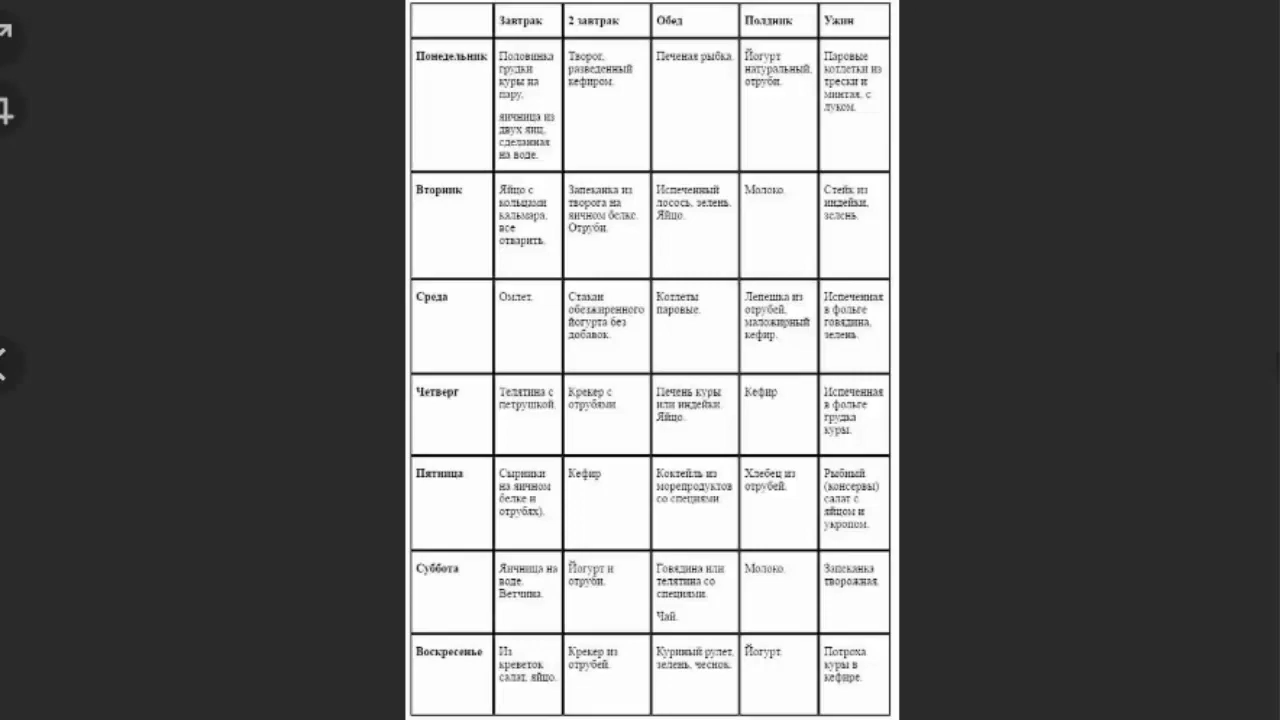 Завтрак
2 завтрак
Обед
Полдник
Ужин
Понедельник
Половинка
грудки
куры на
пару,
яичница из
двух яиц,
сделанная
на воде.
Творог,
разведенный
кефиром.
Печеная рыбка.
Йогурт
натуральный,
отруби.
Паровые
котлетки из
трески и
минтая, с
луком.
Вторник
Яйцо с
кольцами
кальмара,
все
отварить.
Запеканка из
творога на
яичном белке.
Отруби.
Испеченный
лосось, зелень.
Яйцо.
Молоко.
Стейк из
индейки,
зелень.
Среда
Омлет.
Стакан
обезжиренного
йогурта без
добавок.
Котлеты
паровые.
Лепешка из
отрубей,
маложирный
кефир.
Испеченная
в фольге
говядина,
зелень.
Четверг
Телятина с
петрушкой.
Крекер с
отрубями.
Печень куры
или индейки.
Яйцо.
Кефир
Испеченная
в фольге
грудка
куры.
Пятница
Сырники
на яичном
белке и
отрубях).
Кефир
Коктейль из
морепродуктов
со специями.
Хлебец из
отрубей.
Рыбный
(консервы)
салат с
яйцом и
укропом.
Суббота
Яичница на
воде.
Ветчина.
Йогурт и
отруби.
Говядина или
телятина со
специями.
Чай.
Молоко.
Запеканка
творожная.
Воскресенье
Из
креветок
салат, яйцо.
Крекер из
отрубей.
Куриный рулет,
зелень, чеснок.
Йогурт.
Потроха
куры в
кефире.